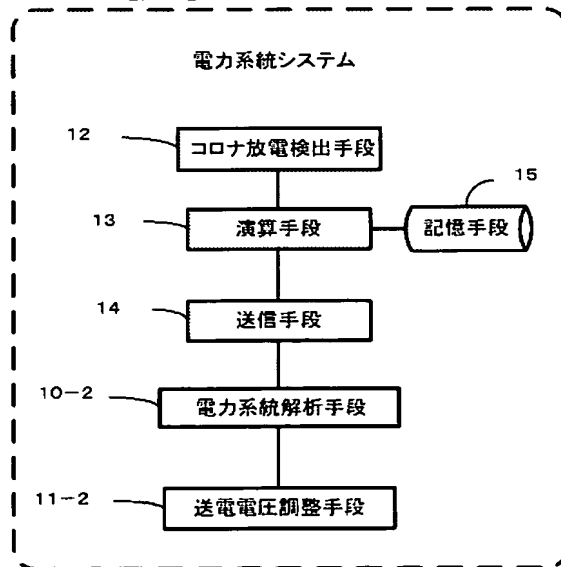 電力系統システム
12
コロナ放電検出手段
15
13
演算手段
記憶手段
14
送信手段
10-2
電力系統解析手段
11-2
送電電圧調整手段